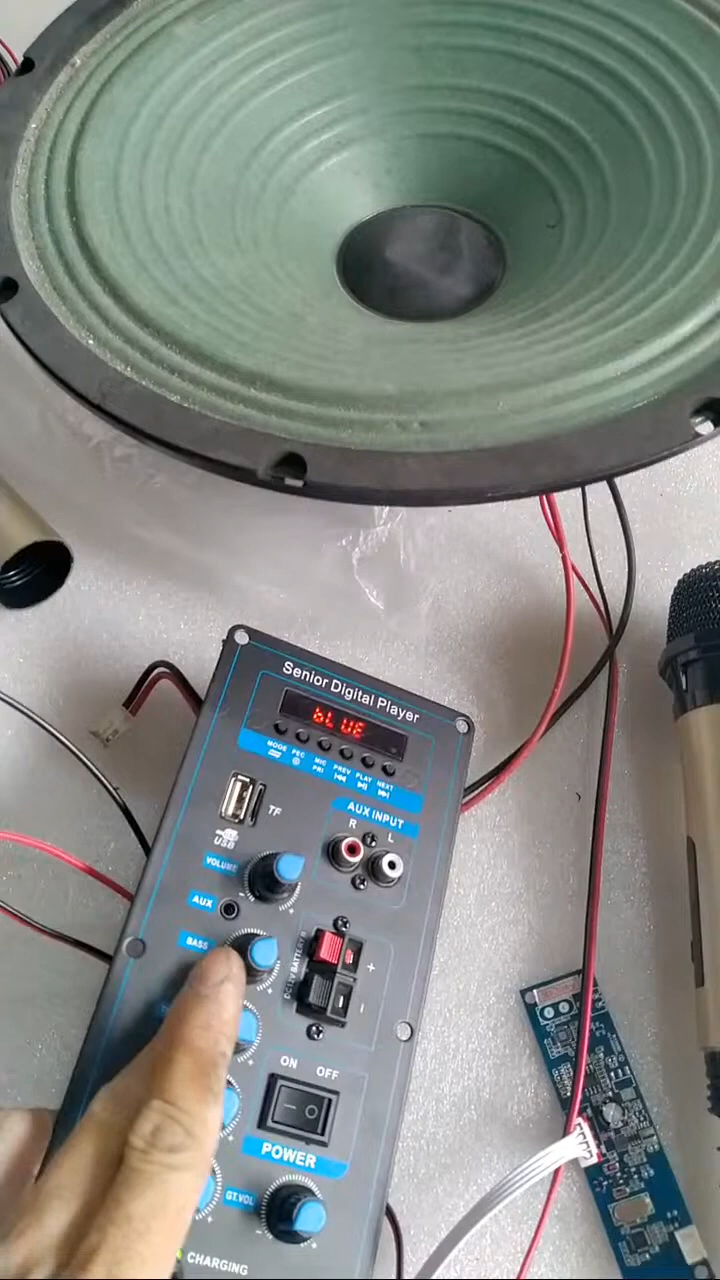 Senior Digital Player
bLUE
MODE REC MIC PRI PREV PLAY NEXT
USB
TF
AUX INPUT
R L
VOLUME
AUX
BASS
DC12V BATTERY
+
-
ON OFF
POWER
GT.VOL
CHARGING